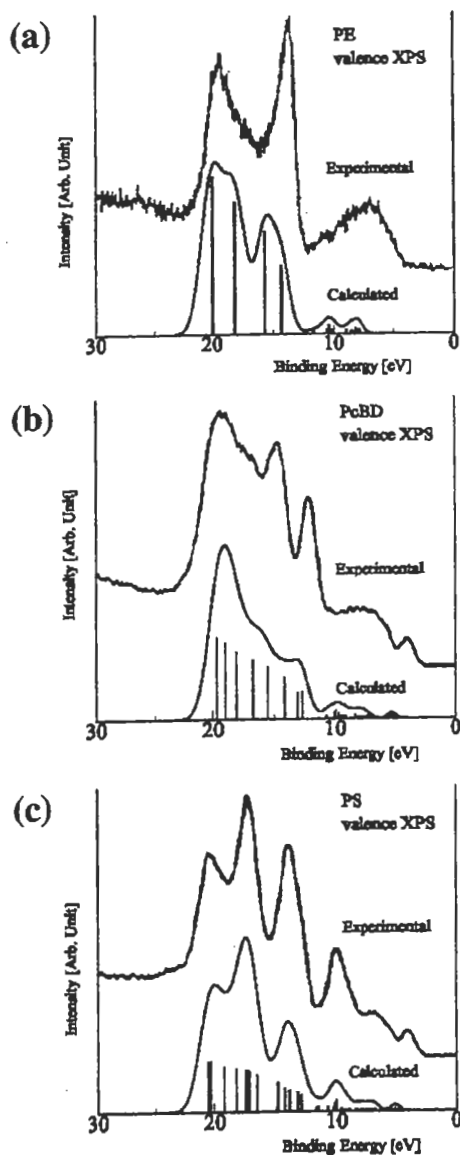 (a)
PE
valence XPS
Experimental
Calculated
Intensity [Arb. Unit]
30 20 10 0
Binding Energy [eV]
(b)
PcBD
valence XPS
Experimental
Calculated
Intensity [Arb. Unit]
30 20 10 0
Binding Energy [eV]
(c)
PS
valence XPS
Experimental
Calculated
Intensity [Arb. Unit]
30 20 10 0
Binding Energy [eV]